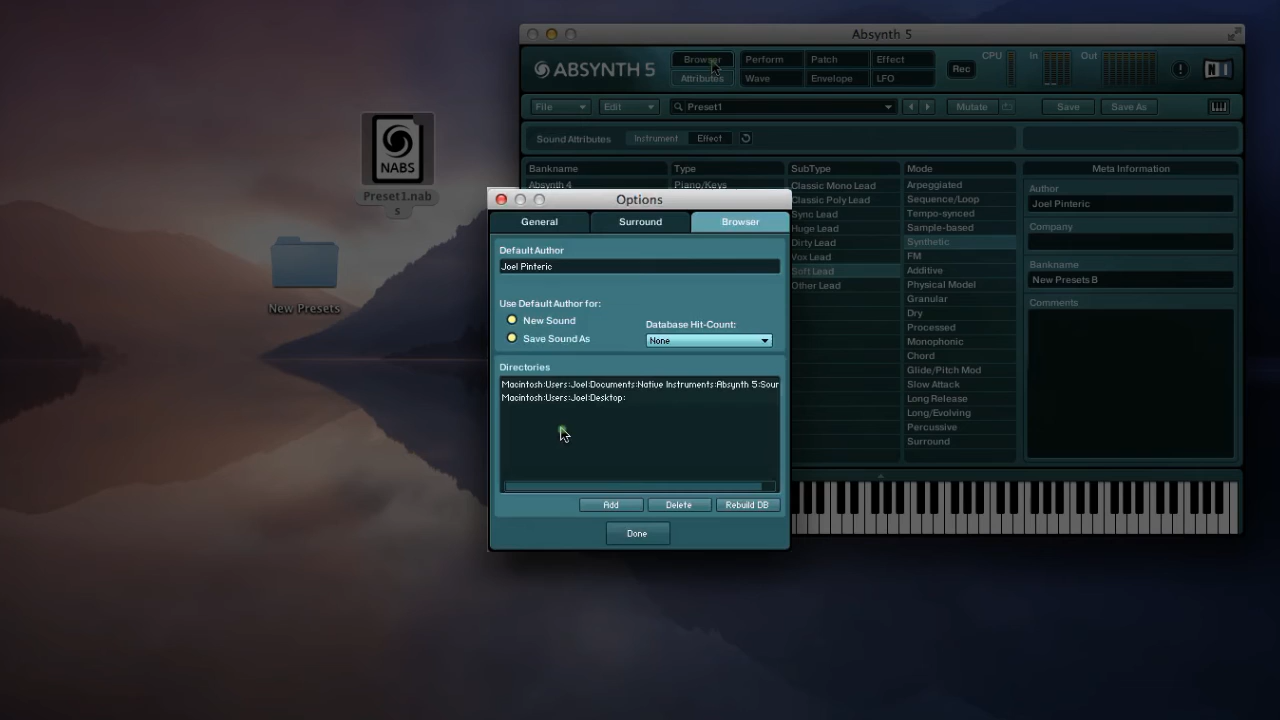 Absynth 5
ABSYNTH 5
Browser
Perform
Patch
Effect
CPU
In
Out
Attributes
Wave
Envelope
LFO
Rec
File
Edit
Preset1
Mutate
Save
Save As
Sound Attributes
Instrument
Effect
Bankname
Type
SubType
Mode
Meta Information
Absynth 4
Piano/Keys
Classic Mono Lead
Classic Poly Lead
Sync Lead
Huge Lead
Dirty Lead
Vox Lead
Soft Lead
Other Lead
Arpeggiated
Sequence/Loop
Tempo-synced
Sample-based
Synthetic
FM
Additive
Physical Model
Granular
Dry
Processed
Monophonic
Chord
Glide/Pitch Mod
Slow Attack
Long Release
Long/Evolving
Percussive
Surround
Author
Joel Pinteric
Company
Bankname
New Presets B
Comments
NABS
Preset1.nab
s
New Presets
Options
General
Surround
Browser
Default Author
Joel Pinteric
Use Default Author for:
New Sound
Save Sound As
Database Hit-Count:
None
Directories
Macintosh:Users:Joel:Documents:Native Instruments:Absynth 5:Sour
Macintosh:Users:Joel:Desktop:
Add
Delete
Rebuild DB
Done